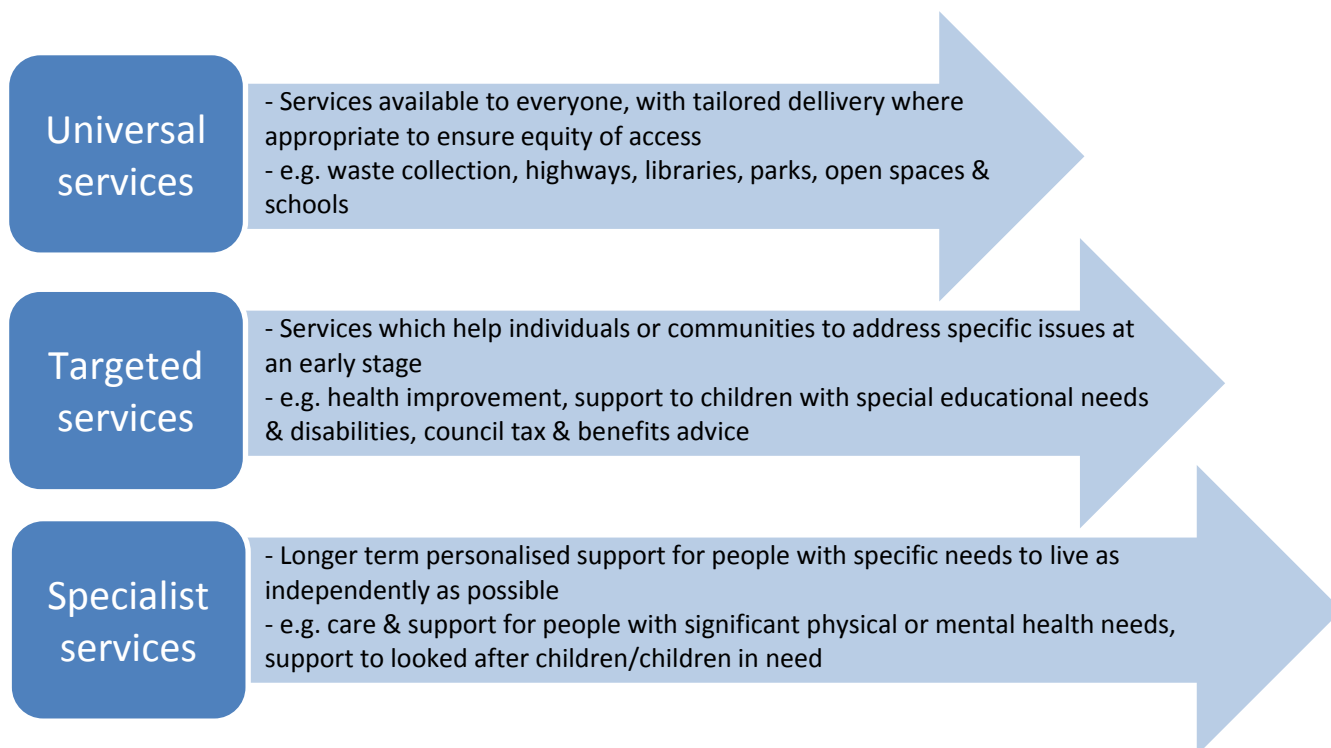 Universal
services
- Services available to everyone, with tailored dellivery where
appropriate to ensure equity of access
- e.g. waste collection, highways, libraries, parks, open spaces &
schools
Targeted
services
- Services which help individuals or communities to address specific issues at
an early stage
- e.g. health improvement, support to children with special educational needs
& disabilities, council tax & benefits advice
Specialist
services
- Longer term personalised support for people with specific needs to live as
independently as possible
- e.g. care & support for people with significant physical or mental health needs,
support to looked after children/children in need